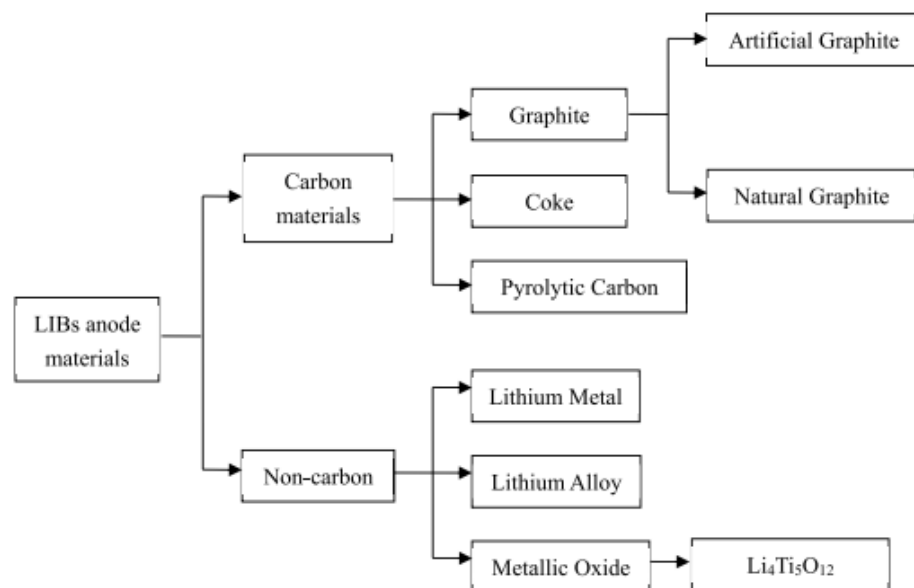 Artificial Graphite
Graphite
Carbon
materials
Coke
Natural Graphite
Pyrolytic Carbon
LIBs anode
materials
Lithium Metal
Non-carbon
Lithium Alloy
Metallic Oxide
Li₄Ti₅O₁₂